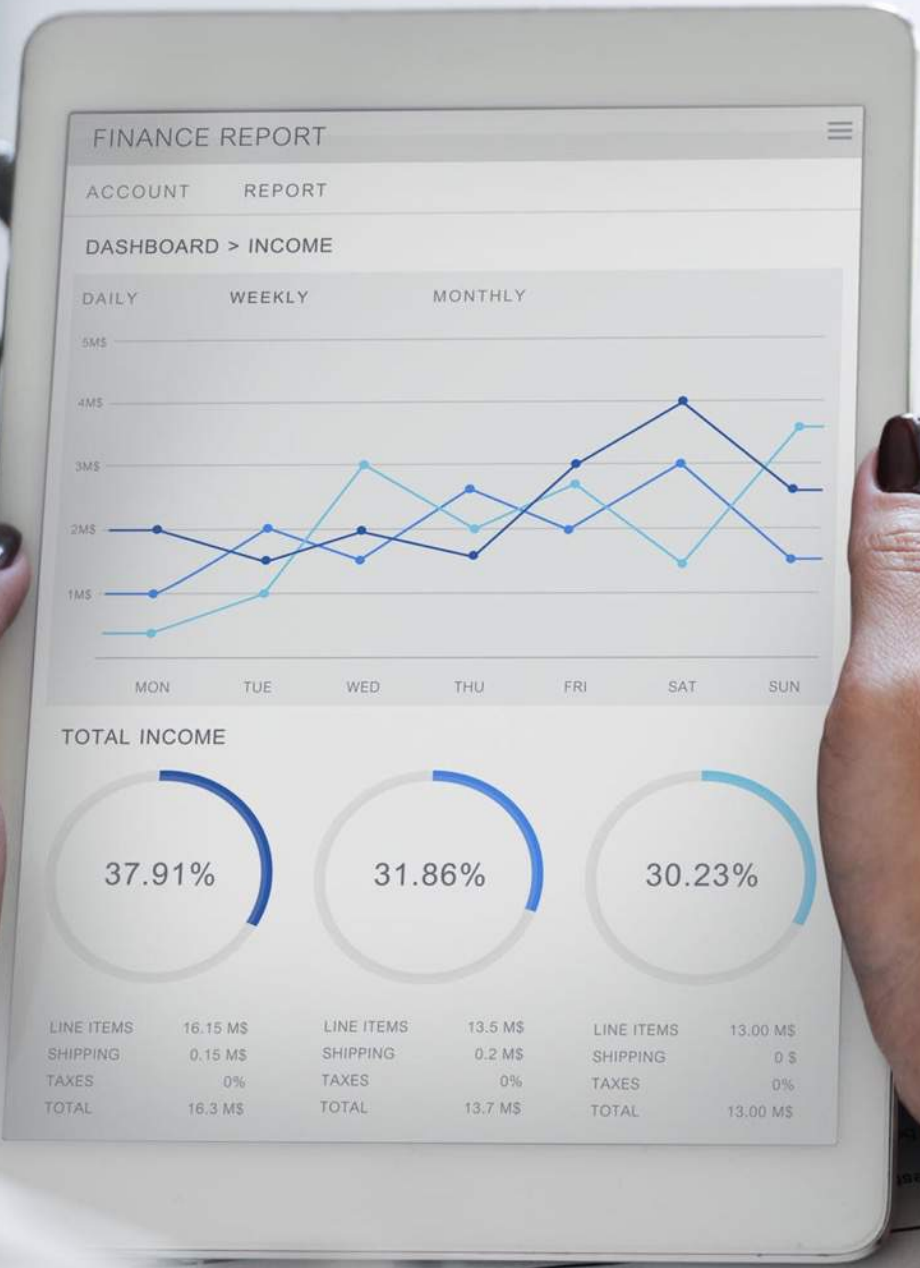 FINANCE REPORT
ACCOUNT REPORT
DASHBOARD > INCOME
DAILY WEEKLY MONTHLY
5M$
4M$
3M$
2M$
1M$
MON TUE WED THU FRI SAT SUN
TOTAL INCOME
37.91% 31.86% 30.23%
LINE ITEMS 16.15 M$ LINE ITEMS 13.5 M$ LINE ITEMS 13.00 M$
SHIPPING 0.15 M$ SHIPPING 0.2 M$ SHIPPING 0 $
TAXES 0% TAXES 0% TAXES 0%
TOTAL 16.3 M$ TOTAL 13.7 M$ TOTAL 13.00 M$